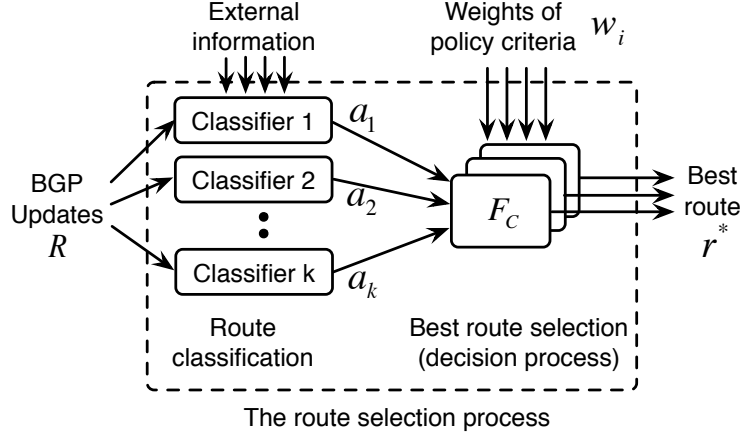 External
information
Weights of
policy criteria w_i
Classifier 1
a_1
Classifier 2
a_2
BGP
Updates
R
F_C
Best
route
r^*
Classifier k
a_k
Route
classification
Best route selection
(decision process)
The route selection process